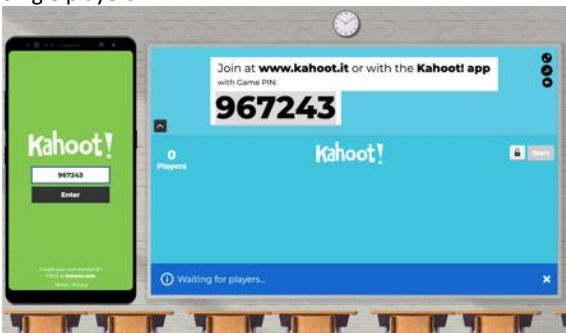 Kahoot!
967243
Enter
Join at www.kahoot.it or with the Kahoot! app
with Game PIN:
967243
0
Players
Kahoot!
Start
Waiting for players...